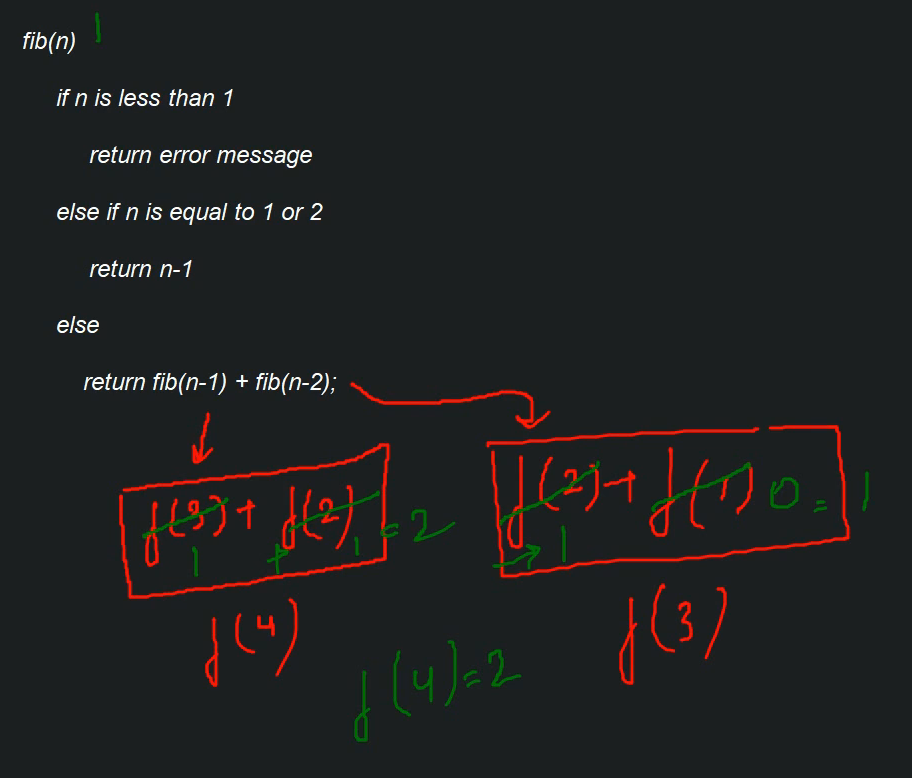 fib(n) 1
if n is less than 1
return error message
else if n is equal to 1 or 2
return n-1
else
return fib(n-1) + fib(n-2);
f(3) + f(2) = 2
1 + 1
f(2) + f(1) 0 = 1
→ 1
f(4)
f(3)
f(4) = 2